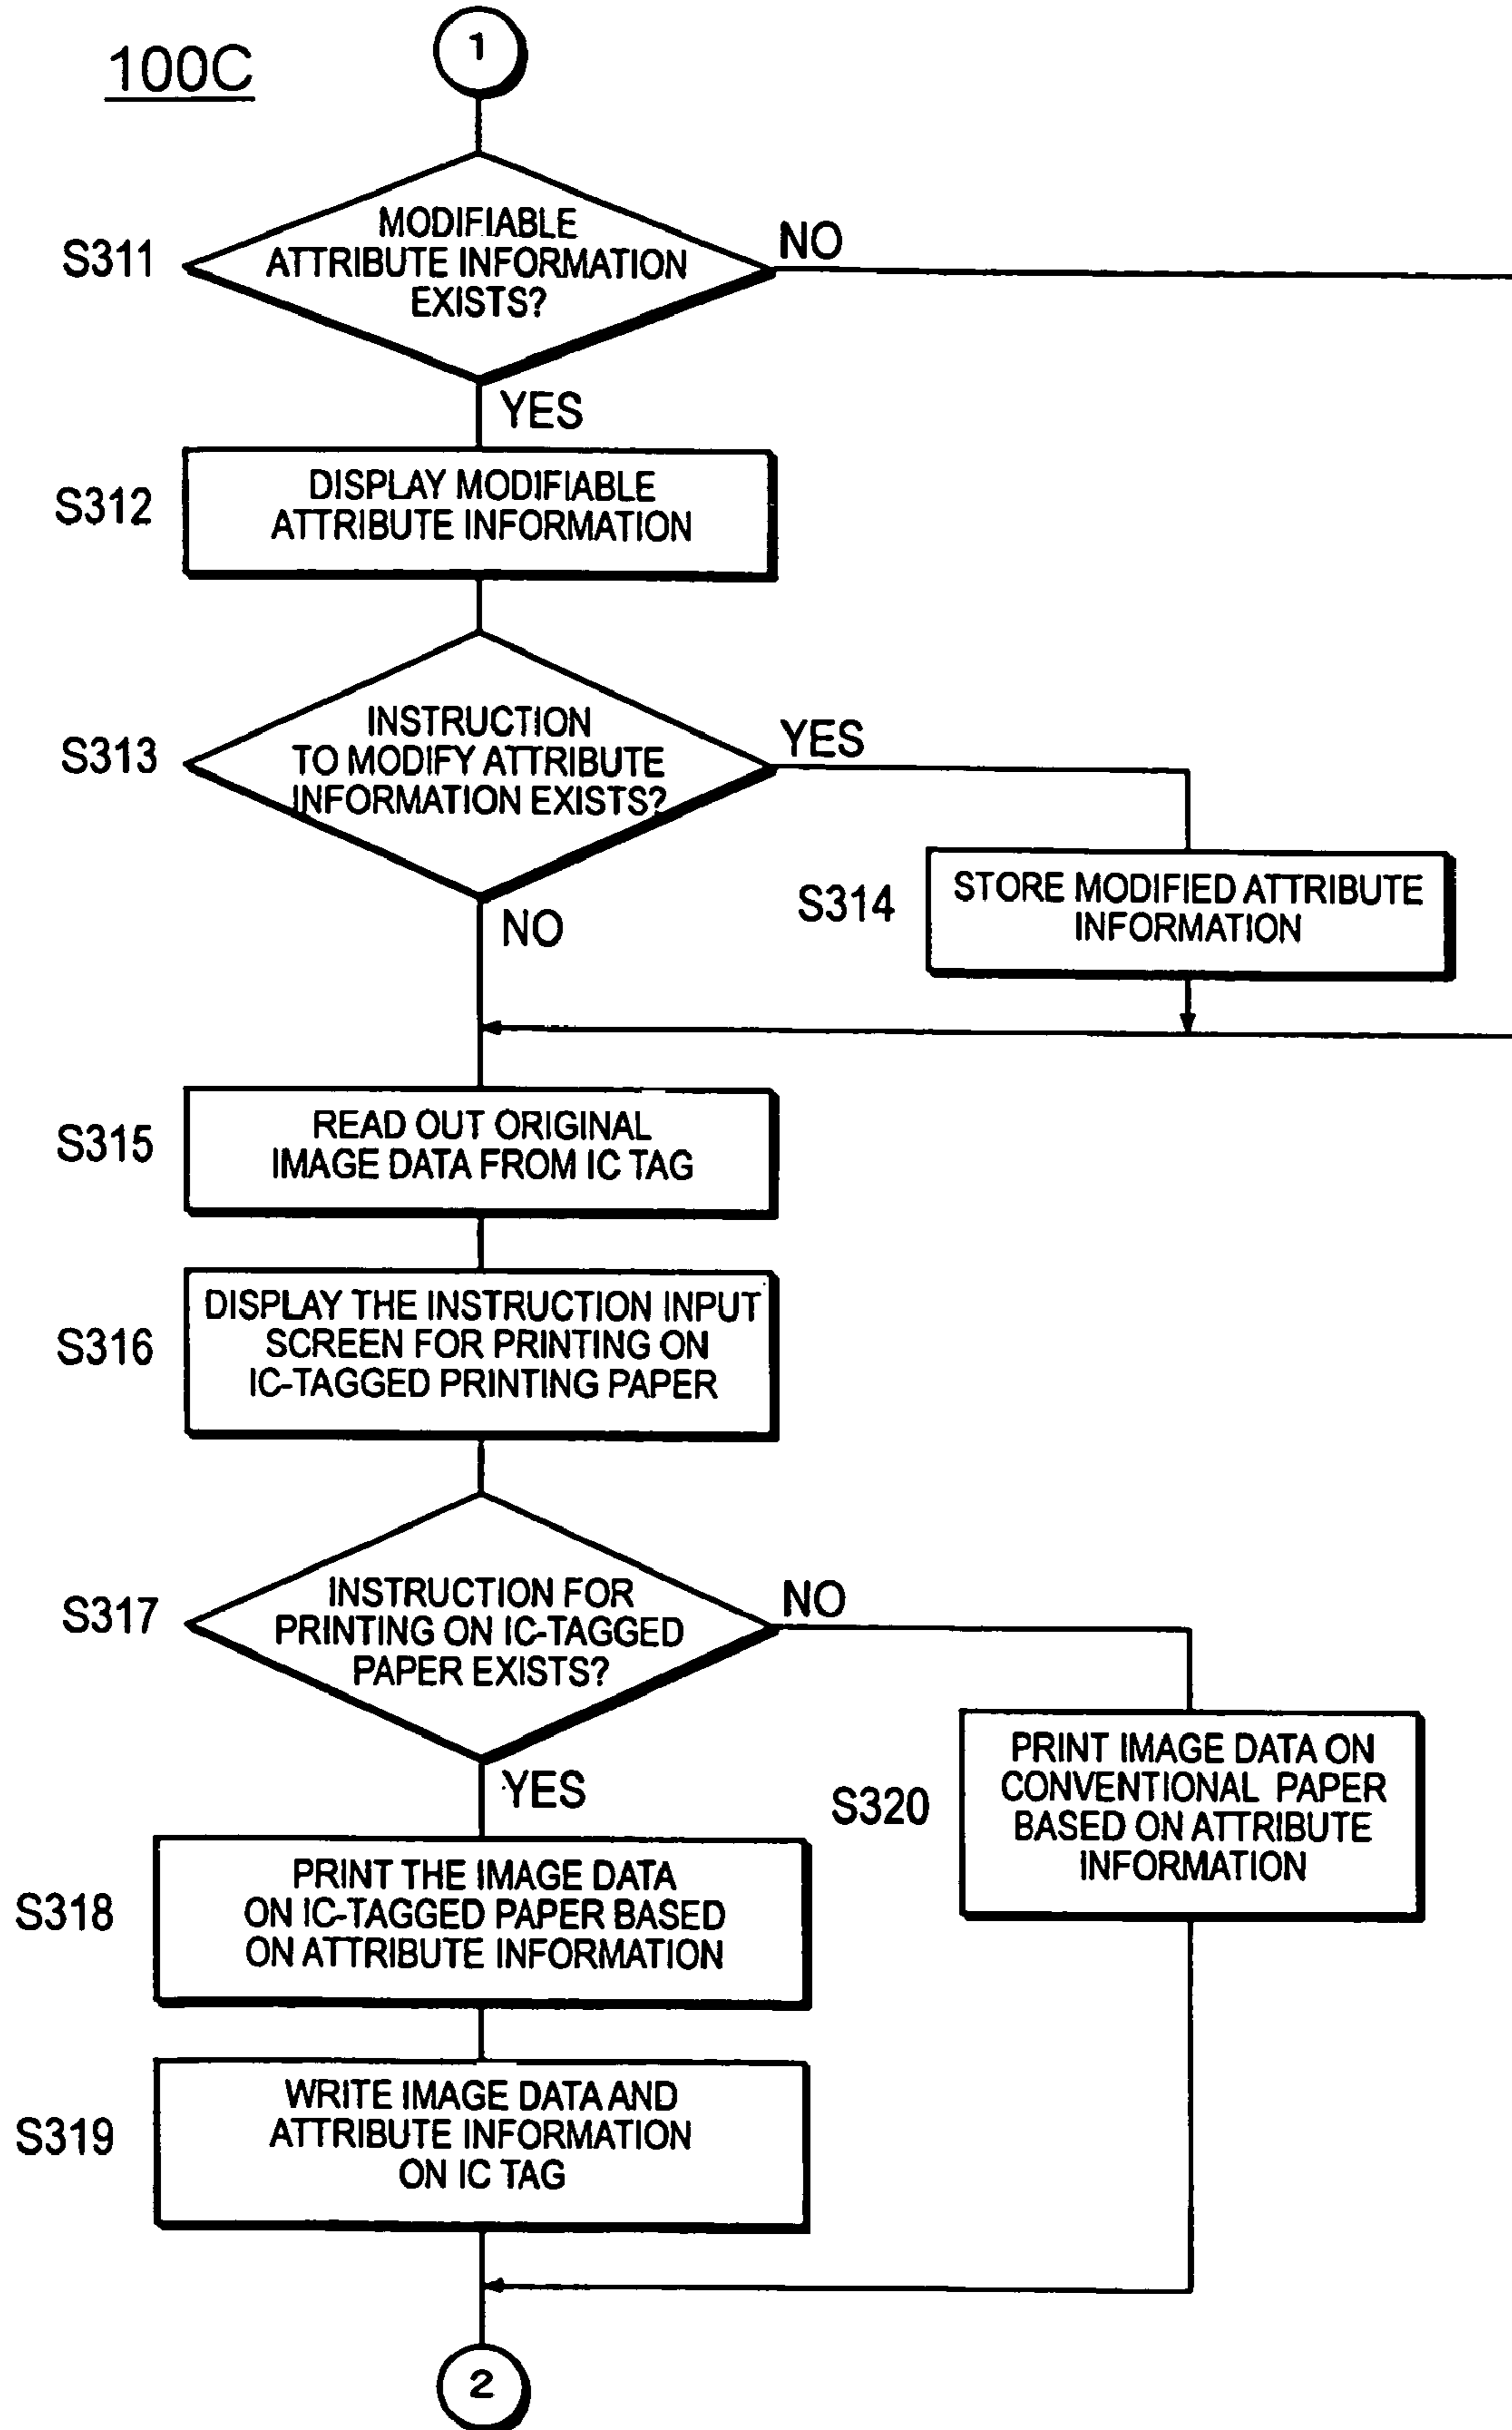 100C
1
S311
MODIFIABLE
ATTRIBUTE INFORMATION
EXISTS?
NO
YES
S312
DISPLAY MODIFIABLE
ATTRIBUTE INFORMATION
S313
INSTRUCTION
TO MODIFY ATTRIBUTE
INFORMATION EXISTS?
YES
NO
S314
STORE MODIFIED ATTRIBUTE
INFORMATION
S315
READ OUT ORIGINAL
IMAGE DATA FROM IC TAG
S316
DISPLAY THE INSTRUCTION INPUT
SCREEN FOR PRINTING ON
IC-TAGGED PRINTING PAPER
S317
INSTRUCTION FOR
PRINTING ON IC-TAGGED
PAPER EXISTS?
NO
YES
S320
PRINT IMAGE DATA ON
CONVENTIONAL PAPER
BASED ON ATTRIBUTE
INFORMATION
S318
PRINT THE IMAGE DATA
ON IC-TAGGED PAPER BASED
ON ATTRIBUTE INFORMATION
S319
WRITE IMAGE DATA AND
ATTRIBUTE INFORMATION
ON IC TAG
2